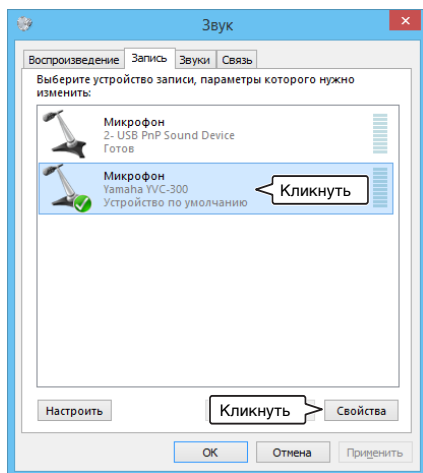 Звук
Воспроизведение Запись Звуки Связь
Выберите устройство записи, параметры которого нужно
изменить:
Микрофон
2- USB PnP Sound Device
Готов
Микрофон
Yamaha YVC-300
Устройство по умолчанию
Кликнуть
Настроить
Кликнуть
Свойства
OK Отмена Применить